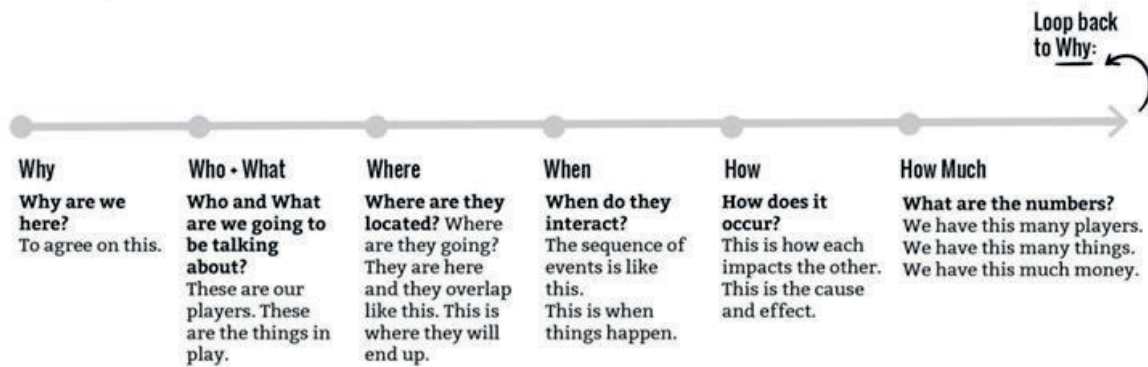 Loop back
to Why:
Why
Why are we
here?
To agree on this.
Who + What
Who and What
are we going to
be talking
about?
These are our
players. These
are the things in
play.
Where
Where are they
located? Where
are they going?
They are here
and they overlap
like this. This is
where they will
end up.
When
When do they
interact?
The sequence of
events is like
this.
This is when
things happen.
How
How does it
occur?
This is how each
impacts the other.
This is the cause
and effect.
How Much
What are the numbers?
We have this many players.
We have this many things.
We have this much money.